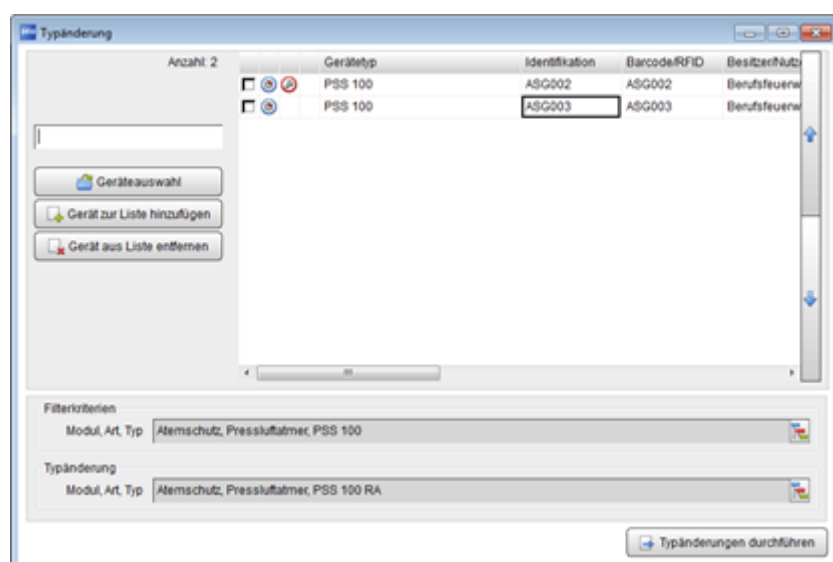 Typänderung
Anzahl: 2
Gerätetyp Identifikation Barcode/RFID Besitzer/Nutz
PSS 100 ASG002 ASG002 Berufsfeuerw
PSS 100 ASG003 ASG003 Berufsfeuerw
Geräteauswahl
Gerät zur Liste hinzufügen
Gerät aus Liste entfernen
Filterkriterien
Modul, Art, Typ Atemschutz, Pressluftatmer, PSS 100
Typänderung
Modul, Art, Typ Atemschutz, Pressluftatmer, PSS 100 RA
Typänderungen durchführen